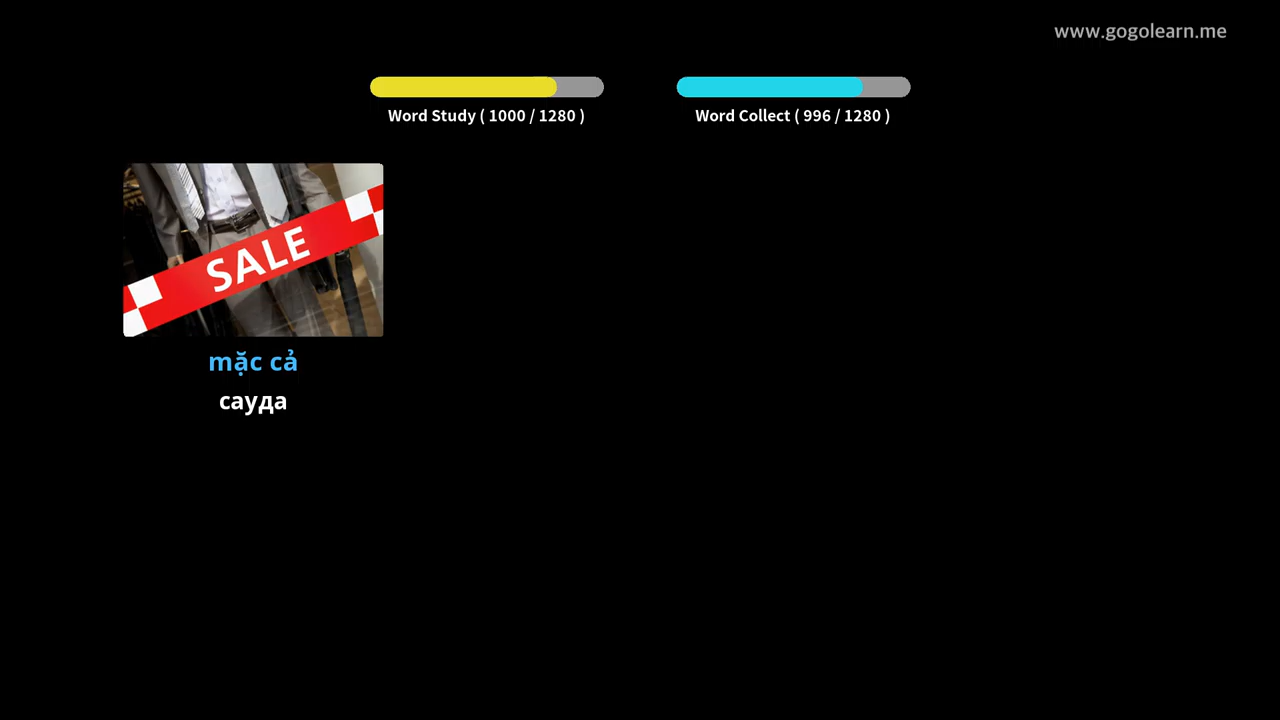 www.gogolearn.me
Word Study ( 1000 / 1280 )
Word Collect ( 996 / 1280 )
SALE
mặc cả
сауда